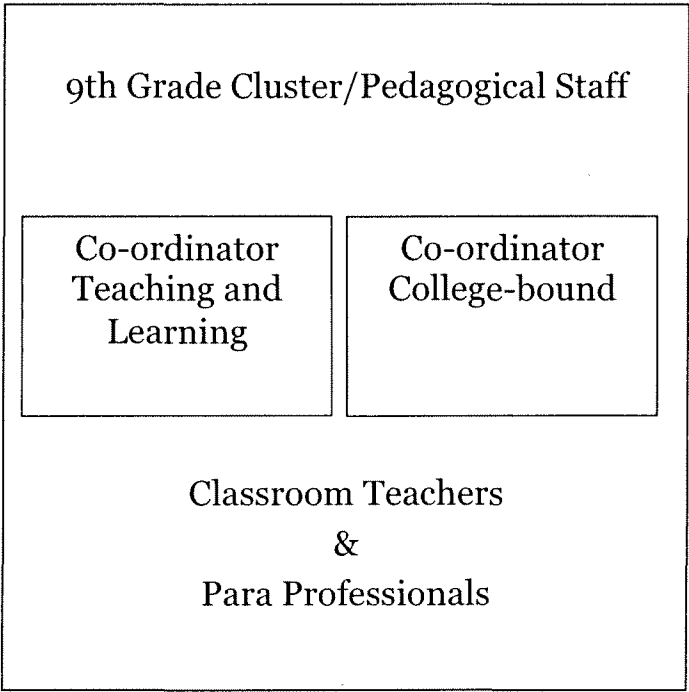 9th Grade Cluster/Pedagogical Staff
Co-ordinator
Teaching and
Learning
Co-ordinator
College-bound
Classroom Teachers
&
Para Professionals